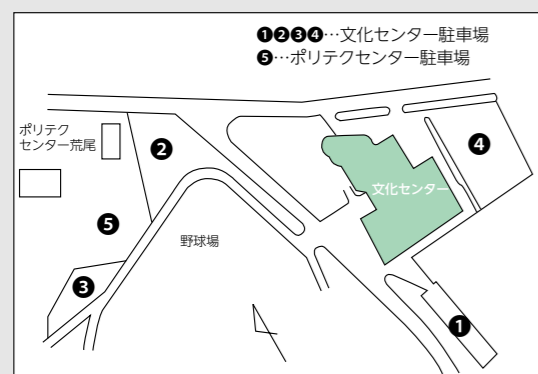 ❶❷❸❹…文化センター駐車場
❺…ポリテクセンター駐車場
ポリテク
センター荒尾
❷
❹
文化センター
❺
野球場
❸
❶